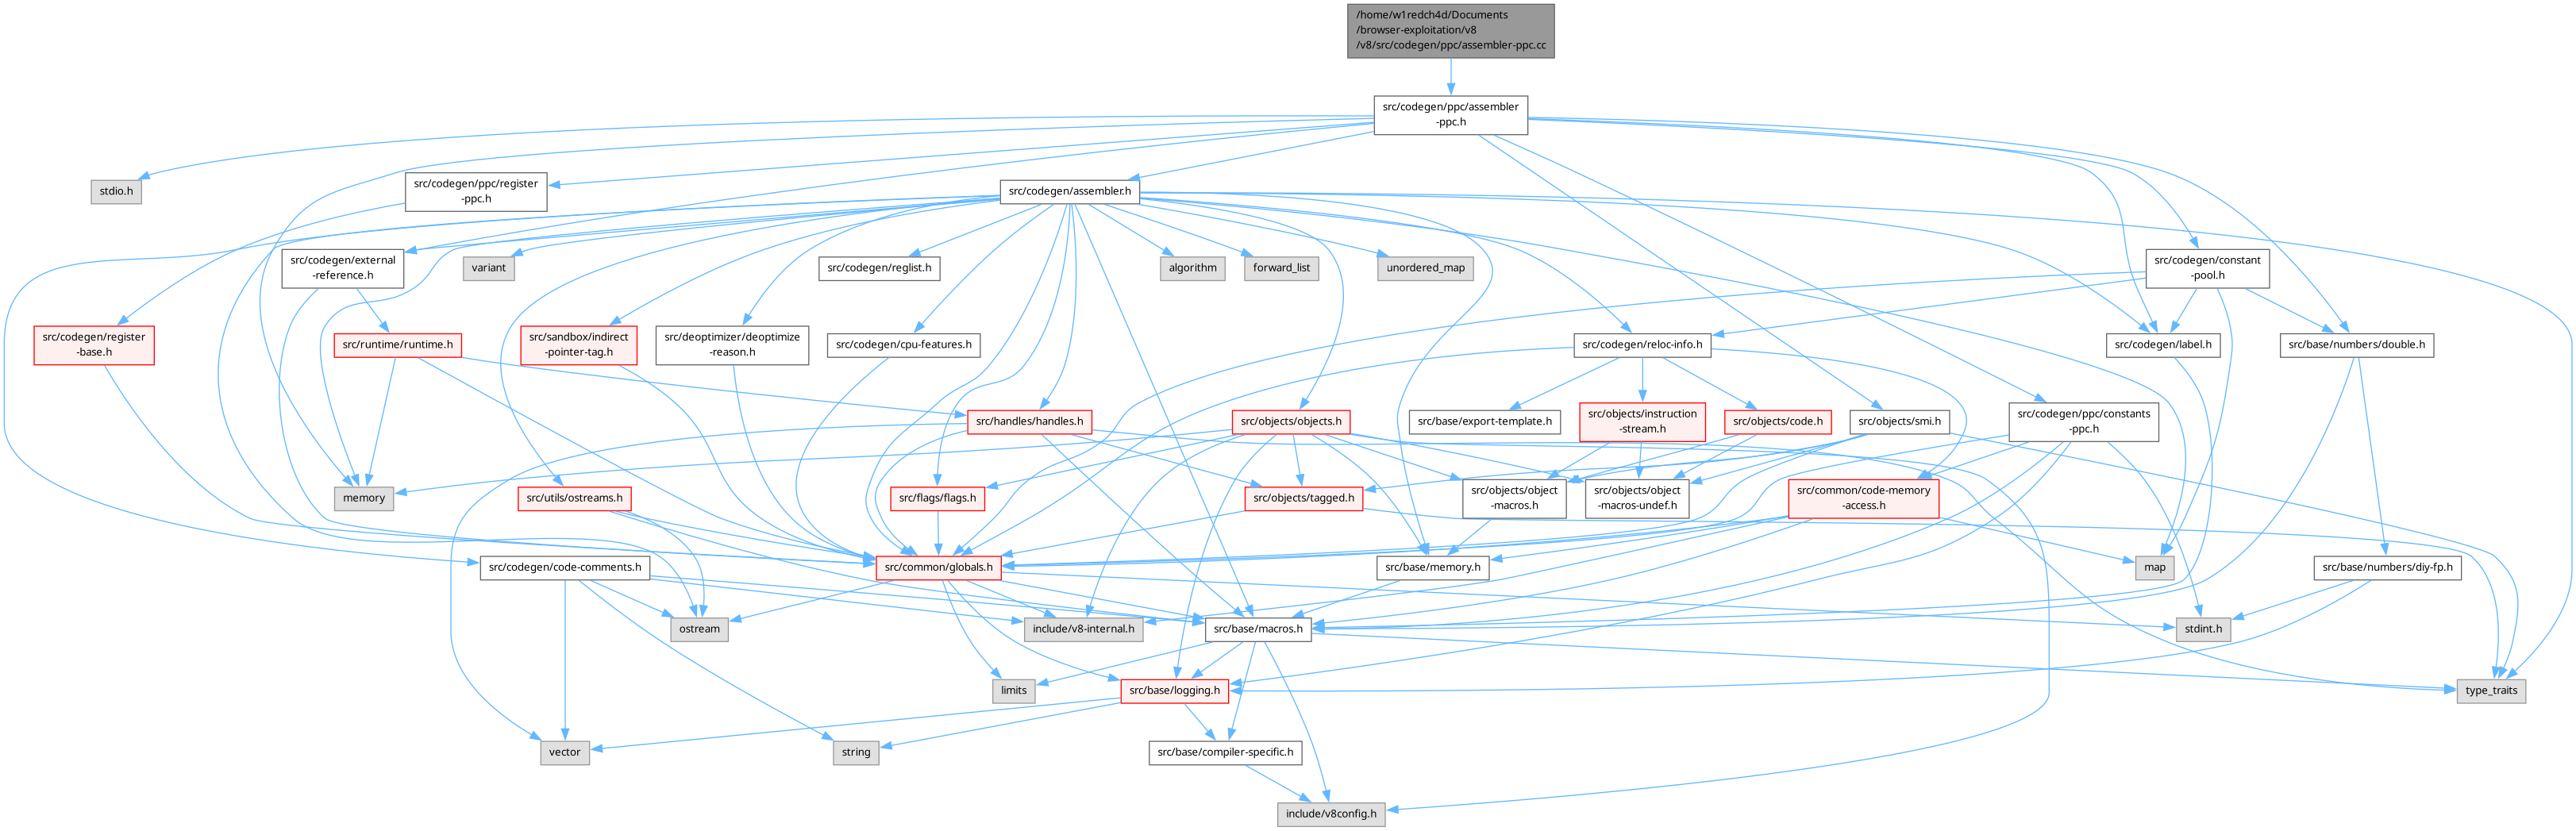 /home/w1redch4d/Documents
/browser-exploitation/v8
/v8/src/codegen/ppc/assembler-ppc.cc
src/codegen/ppc/assembler
-ppc.h
stdio.h
src/codegen/ppc/register
-ppc.h
src/codegen/assembler.h
src/codegen/external
-reference.h
variant
src/codegen/reglist.h
algorithm
forward_list
unordered_map
src/codegen/constant
-pool.h
src/codegen/register
-base.h
src/runtime/runtime.h
src/sandbox/indirect
-pointer-tag.h
src/deoptimizer/deoptimize
-reason.h
src/codegen/cpu-features.h
src/codegen/reloc-info.h
src/codegen/label.h
src/base/numbers/double.h
src/handles/handles.h
src/objects/objects.h
src/base/export-template.h
src/objects/instruction
-stream.h
src/objects/code.h
src/objects/smi.h
src/codegen/ppc/constants
-ppc.h
memory
src/utils/ostreams.h
src/flags/flags.h
src/objects/tagged.h
src/objects/object
-macros.h
src/objects/object
-macros-undef.h
src/common/code-memory
-access.h
src/codegen/code-comments.h
src/common/globals.h
src/base/memory.h
map
src/base/numbers/diy-fp.h
ostream
include/v8-internal.h
src/base/macros.h
stdint.h
limits
src/base/logging.h
type_traits
vector
string
src/base/compiler-specific.h
include/v8config.h